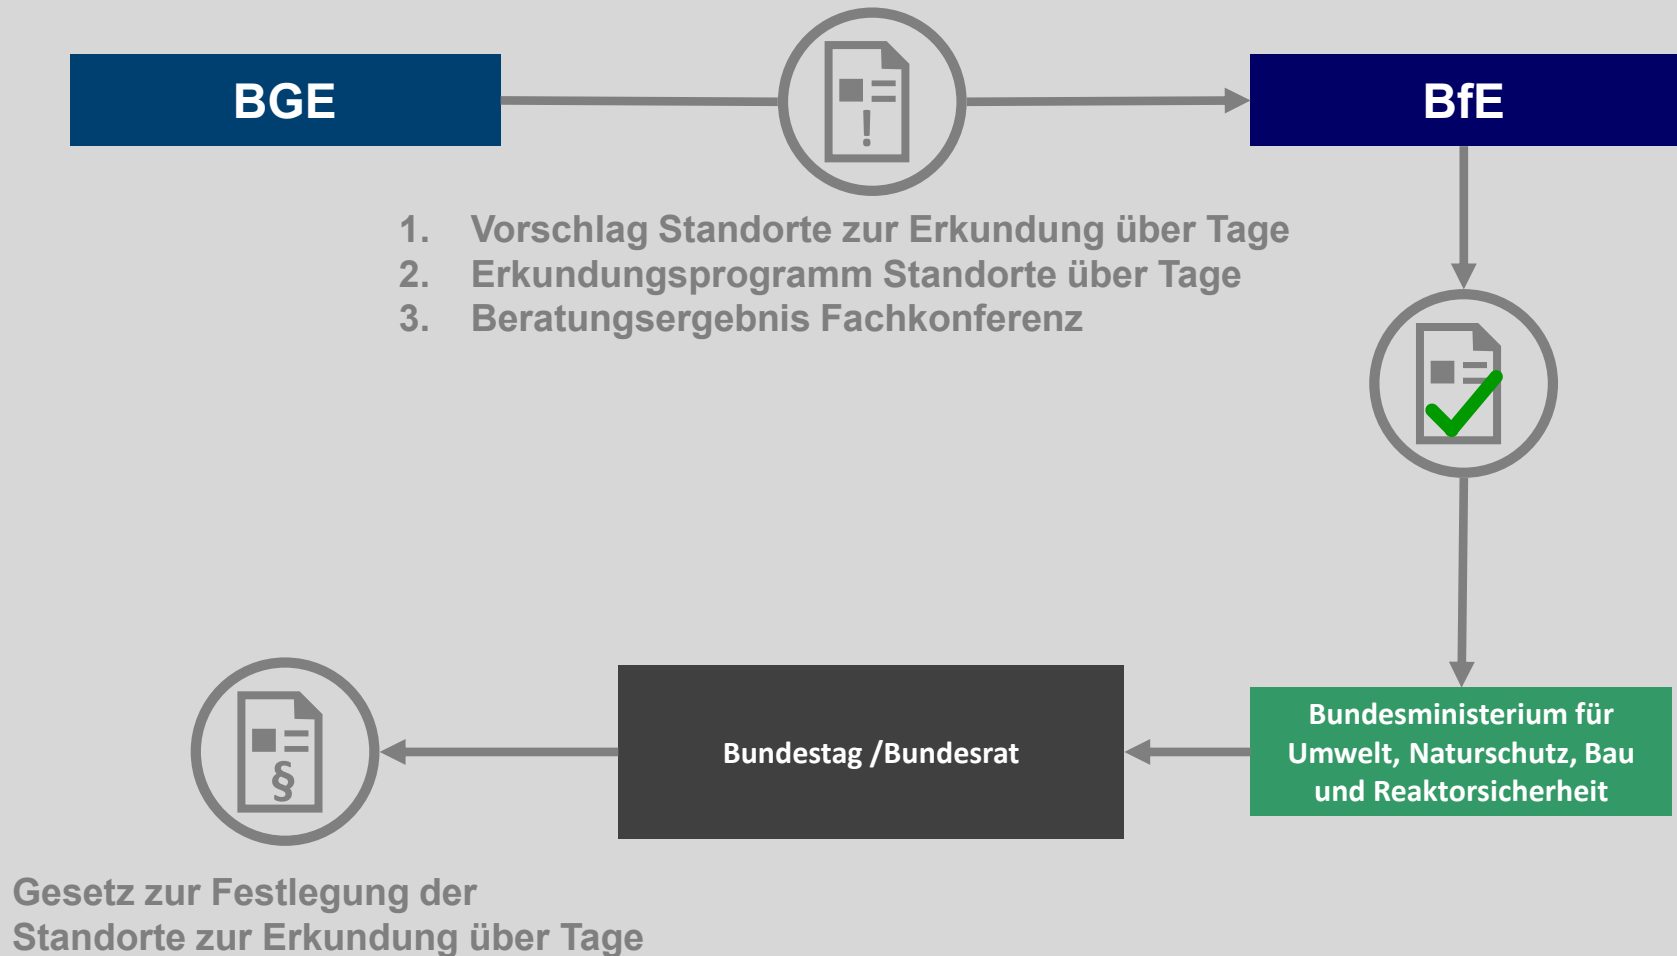 BGE
!
BfE
1. Vorschlag Standorte zur Erkundung über Tage
2. Erkundungsprogramm Standorte über Tage
3. Beratungsergebnis Fachkonferenz
Bundesministerium für
Umwelt, Naturschutz, Bau
und Reaktorsicherheit
Bundestag /Bundesrat
§
Gesetz zur Festlegung der
Standorte zur Erkundung über Tage